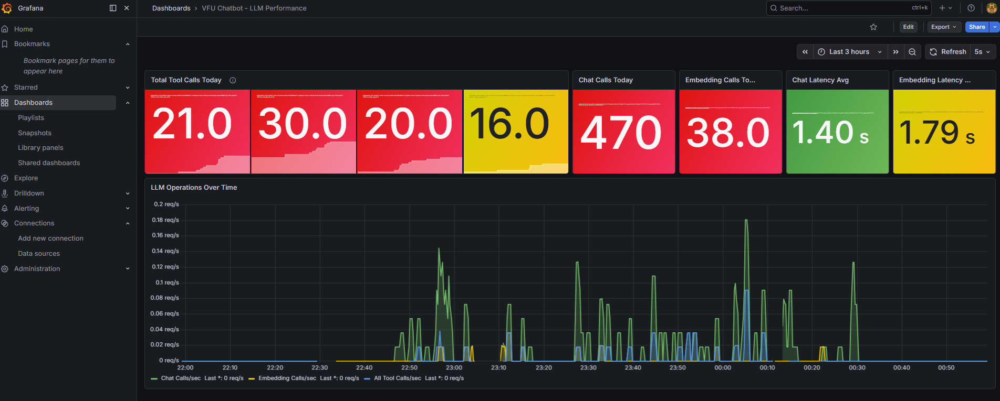 Grafana
Dashboards › VFU Chatbot - LLM Performance
Search...
ctrl+k
Home
Bookmarks
Bookmark pages for them to
appear here
Starred
Dashboards
Playlists
Snapshots
Library panels
Shared dashboards
Explore
Drilldown
Alerting
Connections
Add new connection
Data sources
Administration
Edit
Export
Share
Last 3 hours
Refresh
5s
Total Tool Calls Today
21.0
30.0
20.0
16.0
Chat Calls Today
470
Embedding Calls To...
38.0
Chat Latency Avg
1.40 s
Embedding Latency ...
1.79 s
LLM Operations Over Time
0.2 req/s
0.18 req/s
0.16 req/s
0.14 req/s
0.12 req/s
0.1 req/s
0.08 req/s
0.06 req/s
0.04 req/s
0.02 req/s
0 req/s
22:00 22:10 22:20 22:30 22:40 22:50 23:00 23:10 23:20 23:30 23:40 23:50 00:00 00:10 00:20 00:30 00:40 00:50
Chat Calls/sec Last *: 0 req/s Embedding Calls/sec Last *: 0 req/s All Tool Calls/sec Last *: 0 req/s